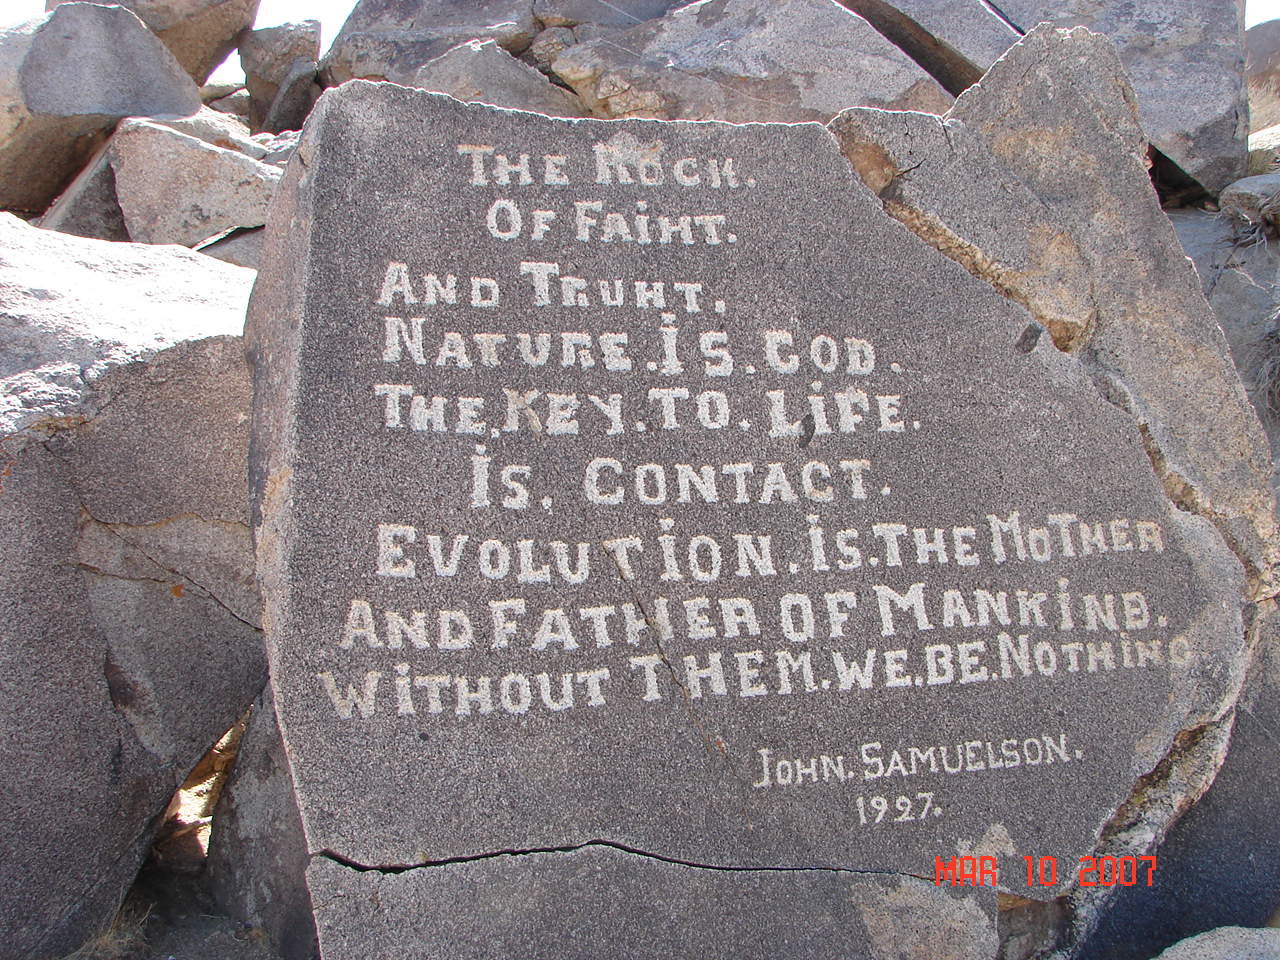 THE ROCK.
OF FAIHT.
AND TRUHT.
NATURE.IS.GOD.
THE.KEY.TO.LIFE.
IS.CONTACT.
EVOLUTION.IS.THE MOTHER
AND FATHER OF MANKIND.
WITHOUT THEM.WE.BE.NOTHING
JOHN.SAMUELSON.
1927.
MAR 10 2007